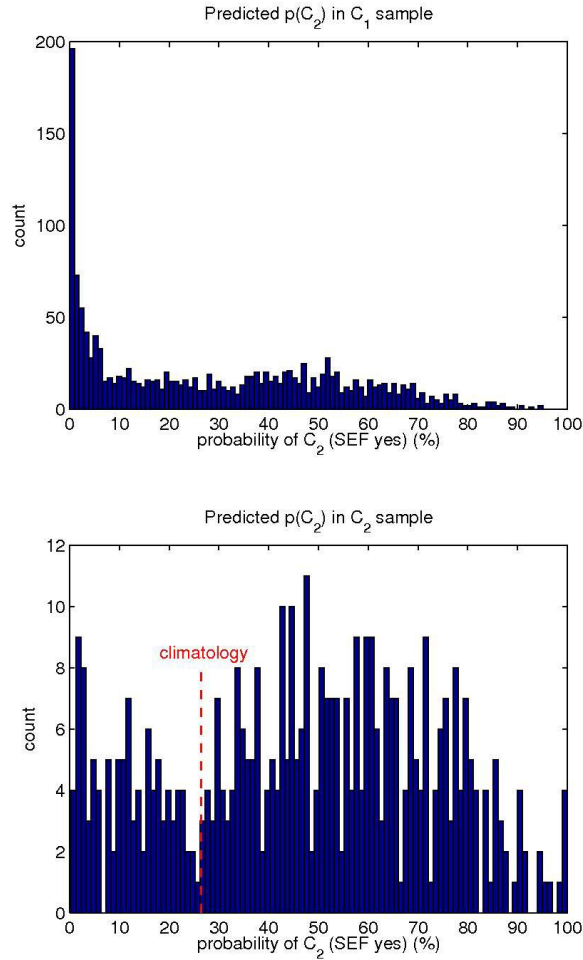 Predicted p(C2) in C1 sample
200
150
100
50
0
count
0 10 20 30 40 50 60 70 80 90 100
probability of C2 (SEF yes) (%)
Predicted p(C2) in C2 sample
12
10
8
6
4
2
0
count
climatology
0 10 20 30 40 50 60 70 80 90 100
probability of C2 (SEF yes) (%)